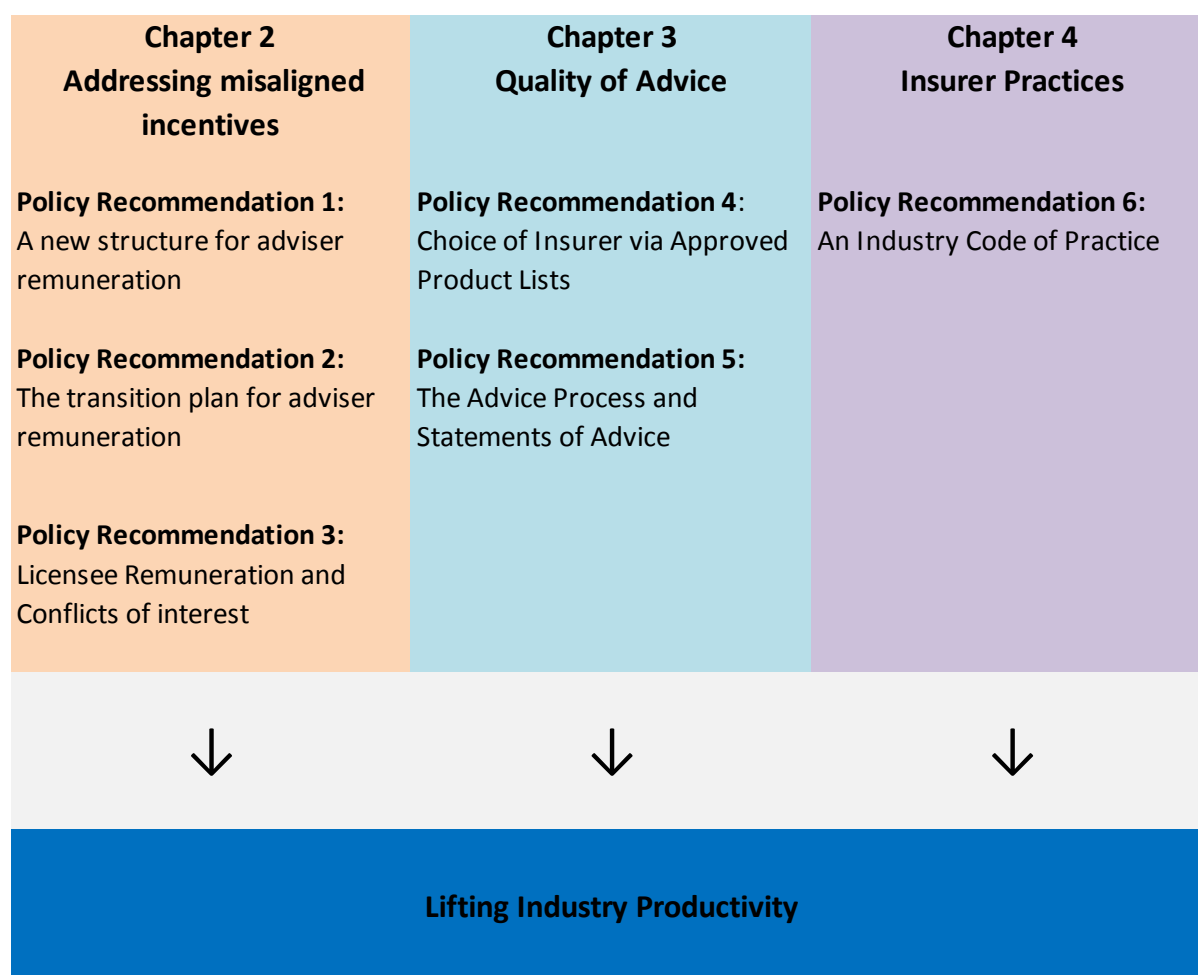 Chapter 2
Addressing misaligned
incentives
Policy Recommendation 1:
A new structure for adviser
remuneration
Policy Recommendation 2:
The transition plan for adviser
remuneration
Policy Recommendation 3:
Licensee Remuneration and
Conflicts of interest
Chapter 3
Quality of Advice
Policy Recommendation 4:
Choice of Insurer via Approved
Product Lists
Policy Recommendation 5:
The Advice Process and
Statements of Advice
Chapter 4
Insurer Practices
Policy Recommendation 6:
An Industry Code of Practice
Lifting Industry Productivity